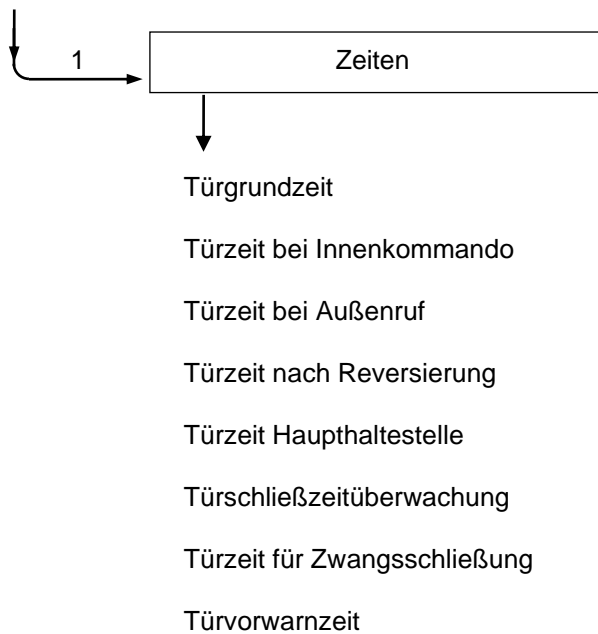 1
Zeiten
Türgrundzeit
Türzeit bei Innenkommando
Türzeit bei Außenruf
Türzeit nach Reversierung
Türzeit Haupthaltestelle
Türschließzeitüberwachung
Türzeit für Zwangsschließung
Türvorwarnzeit